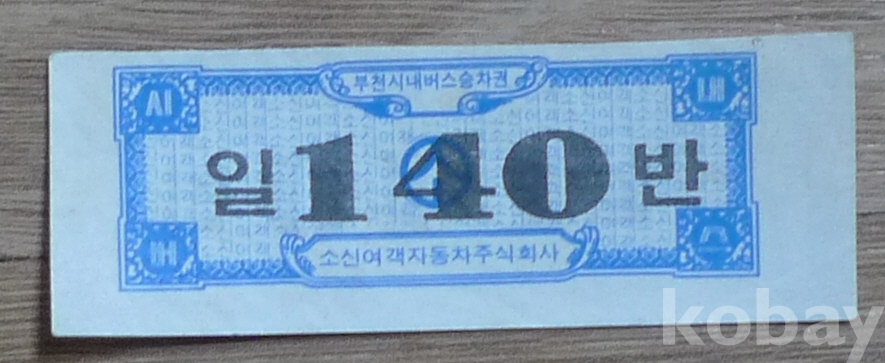 부천시내버스승차권
시 내
일 140 반
버 스
소신여객자동차주식회사
kobay